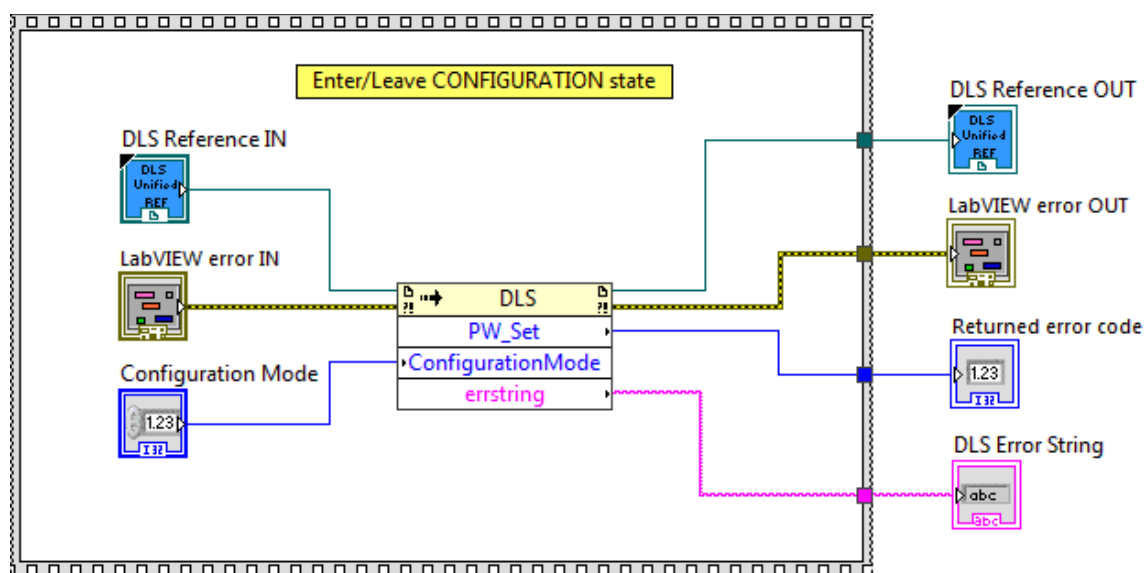 Enter/Leave CONFIGURATION state
DLS Reference IN
DLS
Unified
REF
LabVIEW error IN
Configuration Mode
1.23
I32
DLS
PW_Set
ConfigurationMode
errstring
DLS Reference OUT
DLS
Unified
REF
LabVIEW error OUT
Returned error code
1.23
I32
DLS Error String
abc
abc